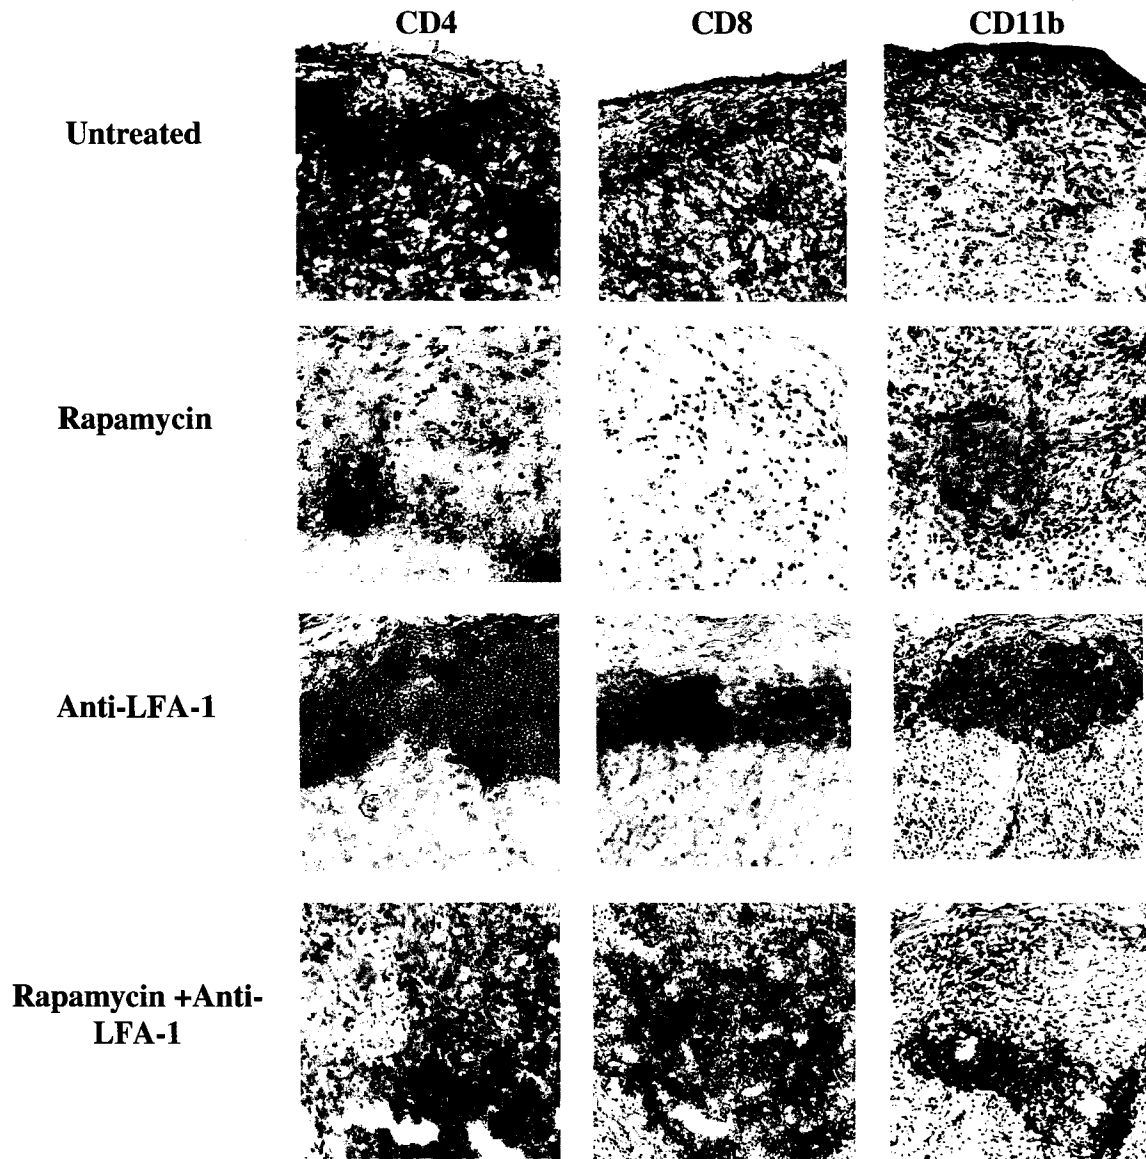 CD4 CD8 CD11b
Untreated
Rapamycin
Anti-LFA-1
Rapamycin +Anti-
LFA-1